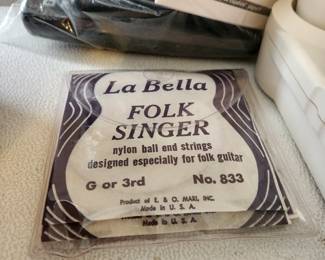 La Bella
FOLK
SINGER
nylon ball end strings
designed especially for folk guitar
G or 3rd No. 833
Product of E. & O. MARI, INC.
Made in U. S. A.
Made in U. S. A.